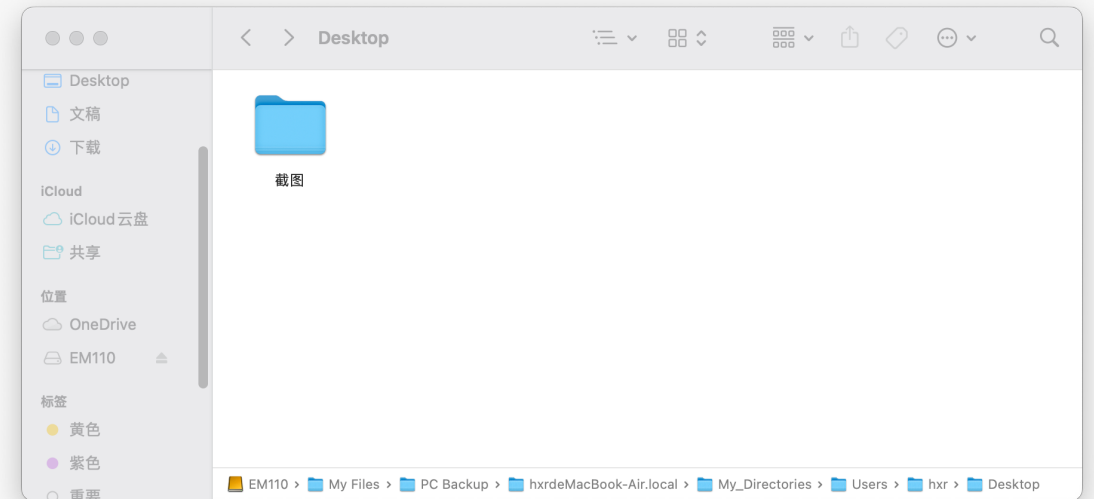 Desktop
Desktop
文稿
下载
iCloud
iCloud云盘
共享
位置
OneDrive
EM110
标签
黄色
紫色
重要
截图
EM110 › My Files › PC Backup › hxrdeMacBook-Air.local › My_Directories › Users › hxr › Desktop